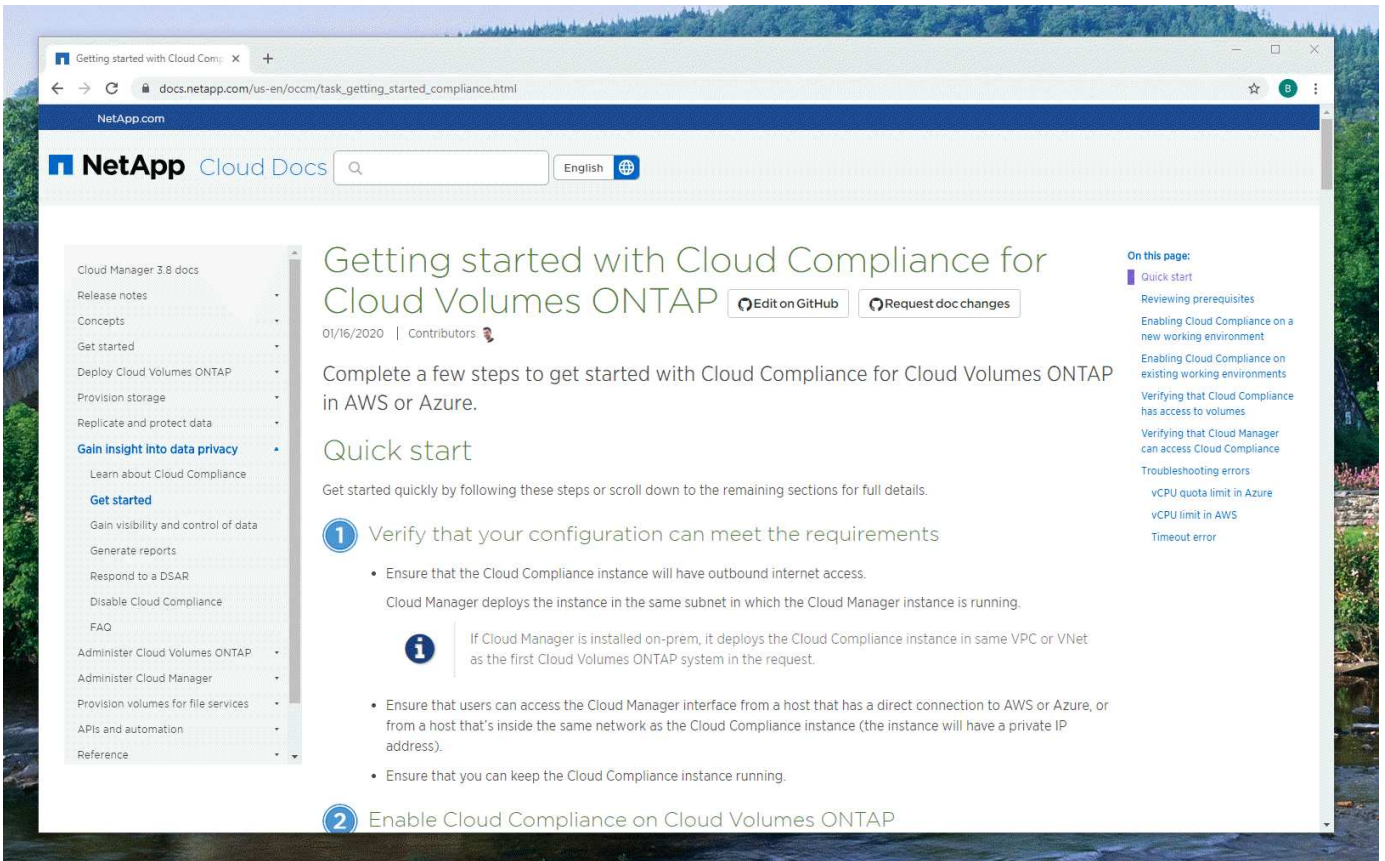 Getting started with Cloud Comp
docs.netapp.com/us-en/occm/task_getting_started_compliance.html
B
NetApp.com
NetApp Cloud Docs
English
Cloud Manager 3.8 docs
Release notes
Concepts
Get started
Deploy Cloud Volumes ONTAP
Provision storage
Replicate and protect data
Gain insight into data privacy
Learn about Cloud Compliance
Get started
Gain visibility and control of data
Generate reports
Respond to a DSAR
Disable Cloud Compliance
FAQ
Administer Cloud Volumes ONTAP
Administer Cloud Manager
Provision volumes for file services
APIs and automation
Reference
Getting started with Cloud Compliance for
Cloud Volumes ONTAP
Edit on GitHub
Request doc changes
01/16/2020 | Contributors
Complete a few steps to get started with Cloud Compliance for Cloud Volumes ONTAP
in AWS or Azure.
Quick start
Get started quickly by following these steps or scroll down to the remaining sections for full details.
1 Verify that your configuration can meet the requirements
• Ensure that the Cloud Compliance instance will have outbound internet access.
Cloud Manager deploys the instance in the same subnet in which the Cloud Manager instance is running.
If Cloud Manager is installed on-prem, it deploys the Cloud Compliance instance in same VPC or VNet
as the first Cloud Volumes ONTAP system in the request.
• Ensure that users can access the Cloud Manager interface from a host that has a direct connection to AWS or Azure, or
from a host that's inside the same network as the Cloud Compliance instance (the instance will have a private IP
address).
• Ensure that you can keep the Cloud Compliance instance running.
2 Enable Cloud Compliance on Cloud Volumes ONTAP
On this page:
Quick start
Reviewing prerequisites
Enabling Cloud Compliance on a
new working environment
Enabling Cloud Compliance on
existing working environments
Verifying that Cloud Compliance
has access to volumes
Verifying that Cloud Manager
can access Cloud Compliance
Troubleshooting errors
vCPU quota limit in Azure
vCPU limit in AWS
Timeout error